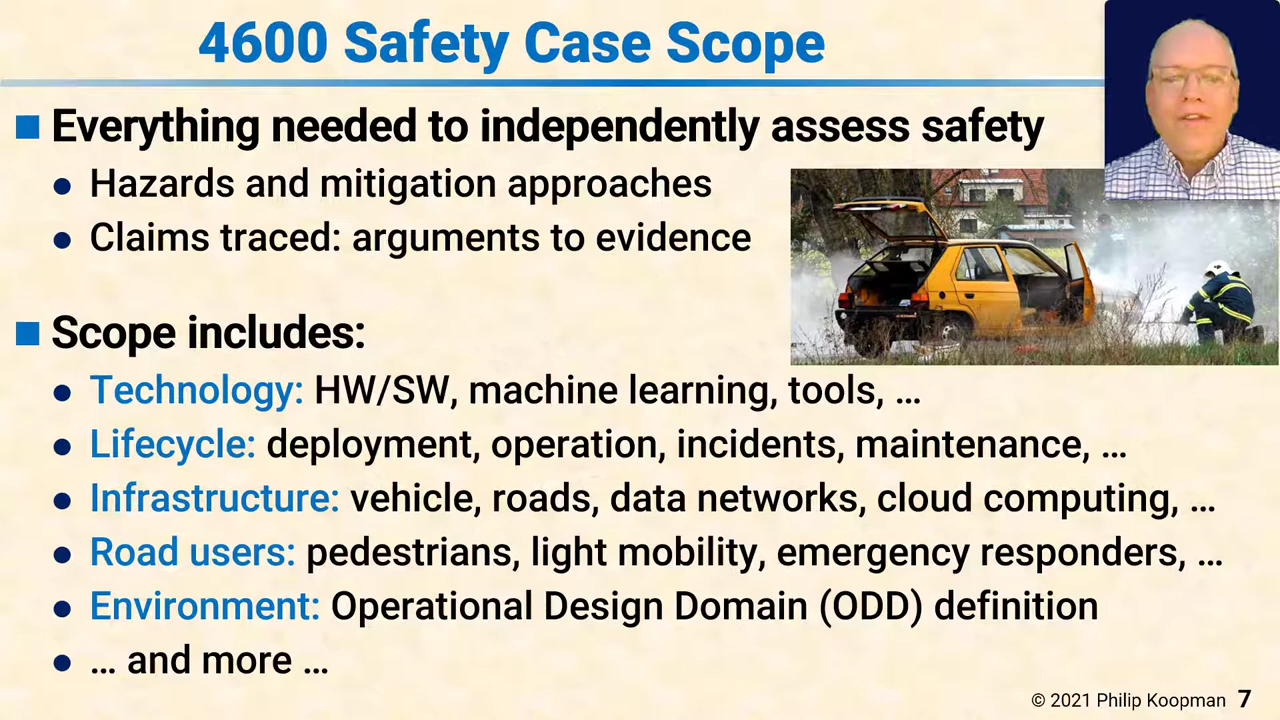 4600 Safety Case Scope
Everything needed to independently assess safety
Hazards and mitigation approaches
Claims traced: arguments to evidence
Scope includes:
Technology: HW/SW, machine learning, tools, …
Lifecycle: deployment, operation, incidents, maintenance, …
Infrastructure: vehicle, roads, data networks, cloud computing, …
Road users: pedestrians, light mobility, emergency responders, …
Environment: Operational Design Domain (ODD) definition
… and more …
© 2021 Philip Koopman 7